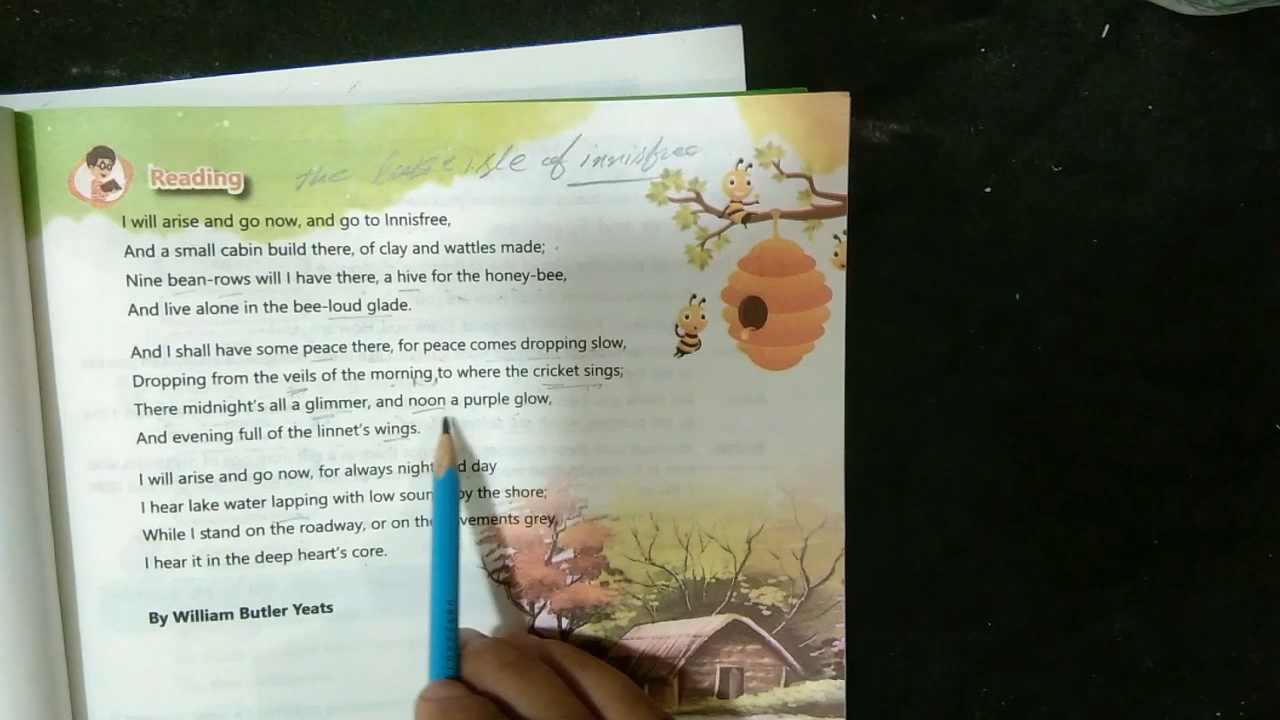 the isle of innisfree
Reading
I will arise and go now, and go to Innisfree,
And a small cabin build there, of clay and wattles made;
Nine bean-rows will I have there, a hive for the honey-bee,
And live alone in the bee-loud glade.
And I shall have some peace there, for peace comes dropping slow,
Dropping from the veils of the morning to where the cricket sings;
There midnight's all a glimmer, and noon a purple glow,
And evening full of the linnet's wings.
I will arise and go now, for always night d day
I hear lake water lapping with low soun by the shore;
While I stand on the roadway, or on th vements grey,
I hear it in the deep heart's core.
By William Butler Yeats